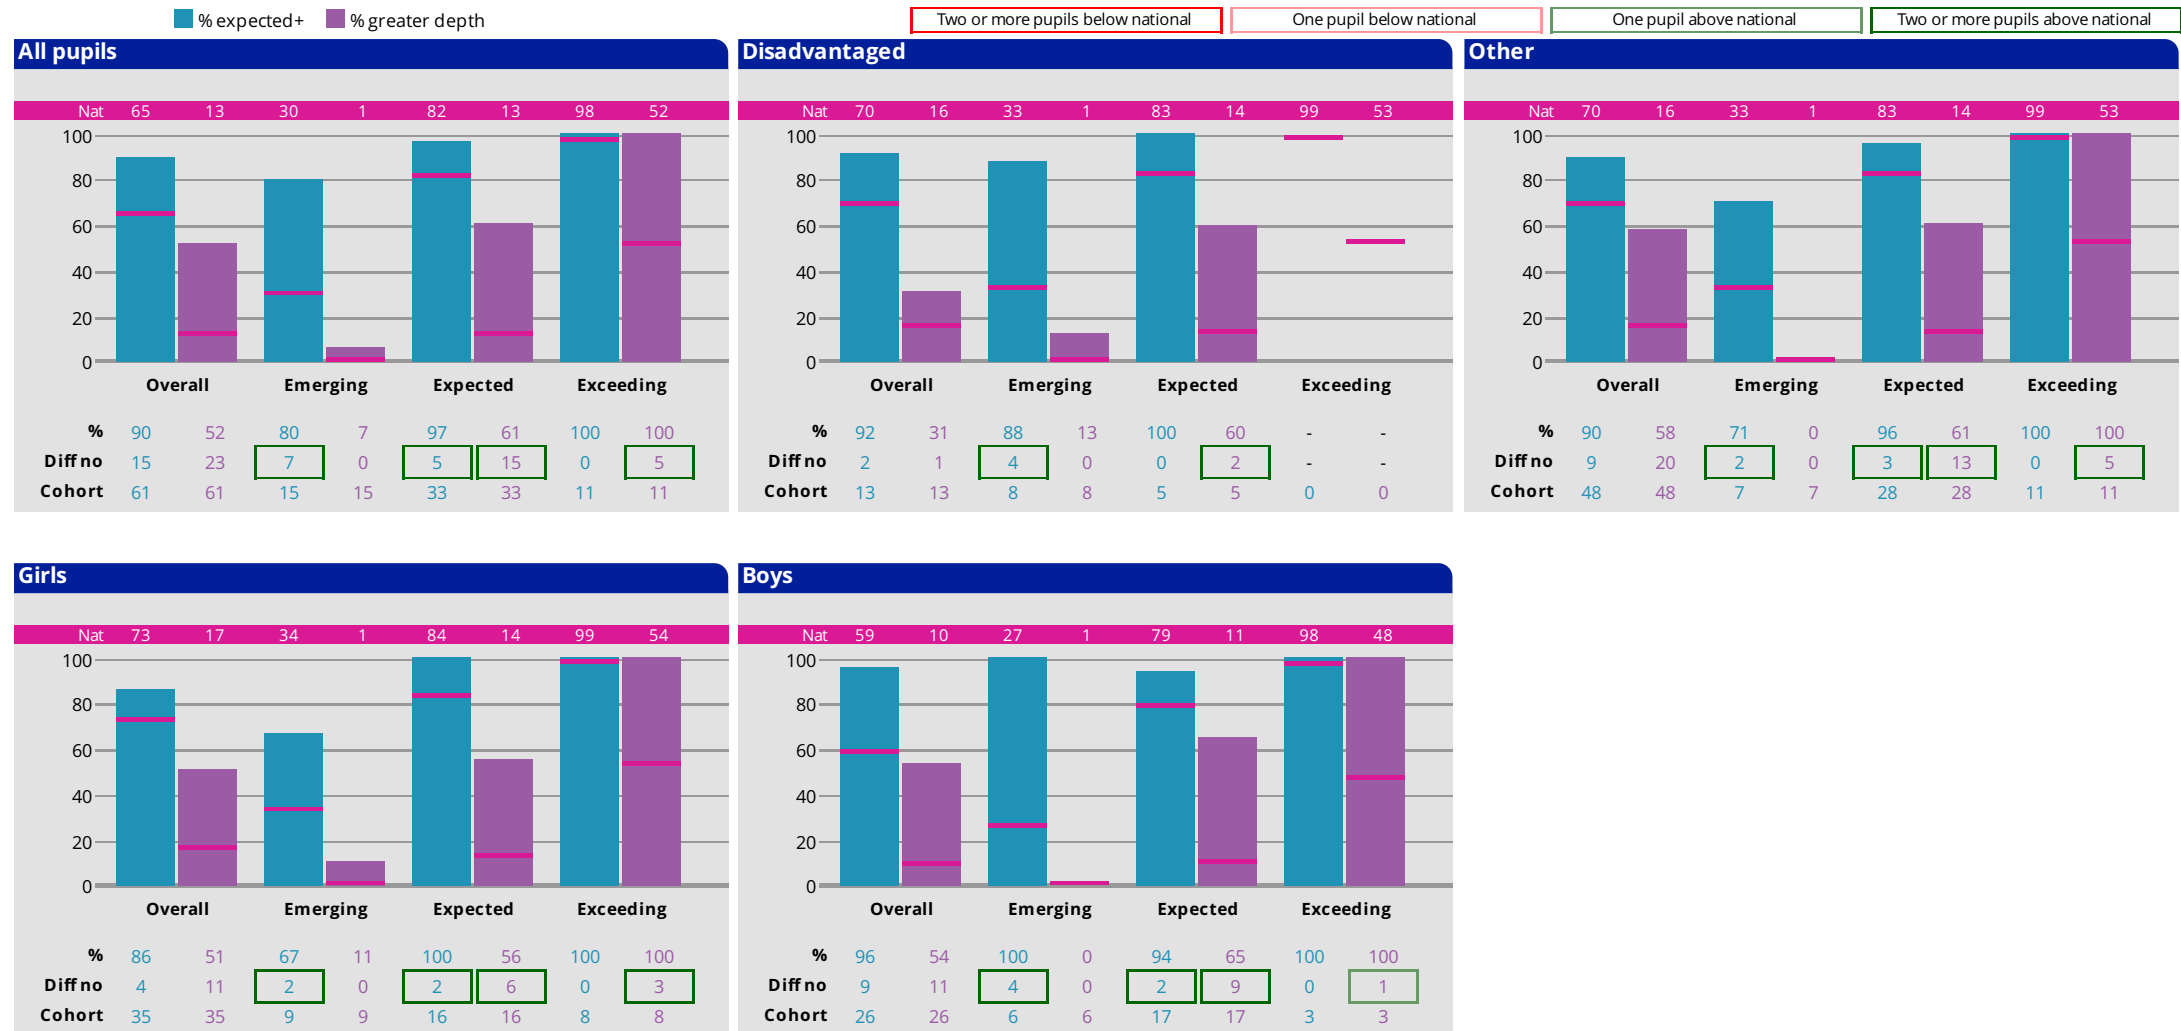 % expected+ % greater depth
Two or more pupils below national One pupil below national One pupil above national Two or more pupils above national
All pupils
Nat 65 13 30 1 82 13 98 52
100
80
60
40
20
0
Overall Emerging Expected Exceeding
% 90 52 80 7 97 61 100 100
Diff no 15 23 7 0 5 15 0 5
Cohort 61 61 15 15 33 33 11 11
Disadvantaged
Nat 70 16 33 1 83 14 99 53
100
80
60
40
20
0
Overall Emerging Expected Exceeding
% 92 31 88 13 100 60 - -
Diff no 2 1 4 0 0 2 - -
Cohort 13 13 8 8 5 5 0 0
Other
Nat 70 16 33 1 83 14 99 53
100
80
60
40
20
0
Overall Emerging Expected Exceeding
% 90 58 71 0 96 61 100 100
Diff no 9 20 2 0 3 13 0 5
Cohort 48 48 7 7 28 28 11 11
Girls
Nat 73 17 34 1 84 14 99 54
100
80
60
40
20
0
Overall Emerging Expected Exceeding
% 86 51 67 11 100 56 100 100
Diff no 4 11 2 0 2 6 0 3
Cohort 35 35 9 9 16 16 8 8
Boys
Nat 59 10 27 1 79 11 98 48
100
80
60
40
20
0
Overall Emerging Expected Exceeding
% 96 54 100 0 94 65 100 100
Diff no 9 11 4 0 2 9 0 1
Cohort 26 26 6 6 17 17 3 3